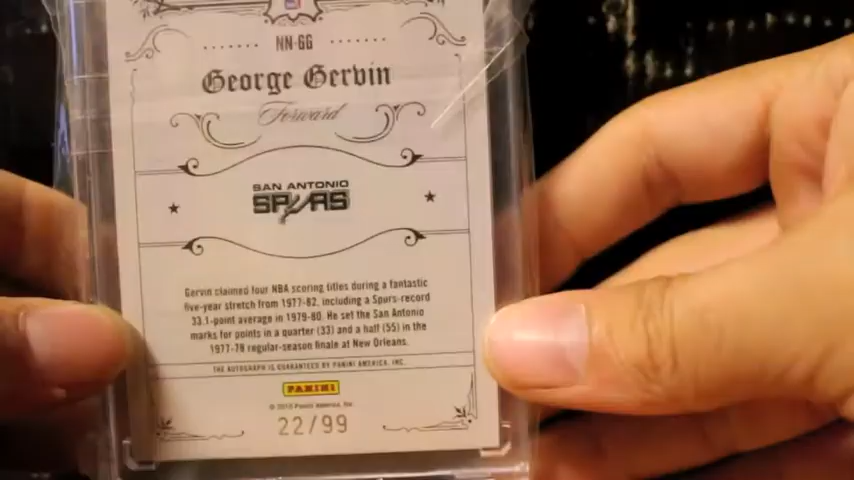 NN-GG
George Gervin
Forward
SAN ANTONIO
SPURS
Gervin claimed four NBA scoring titles during a fantastic
five-year stretch from 1977-82, including a Spurs-record
33.1-point average in 1979-80. He set the San Antonio
marks for points in a quarter (33) and a half (55) in the
1977-78 regular-season finale at New Orleans.
THE AUTOGRAPH IS GUARANTEED BY PANINI AMERICA, INC.
PANINI
Panini America, Inc.
22/99